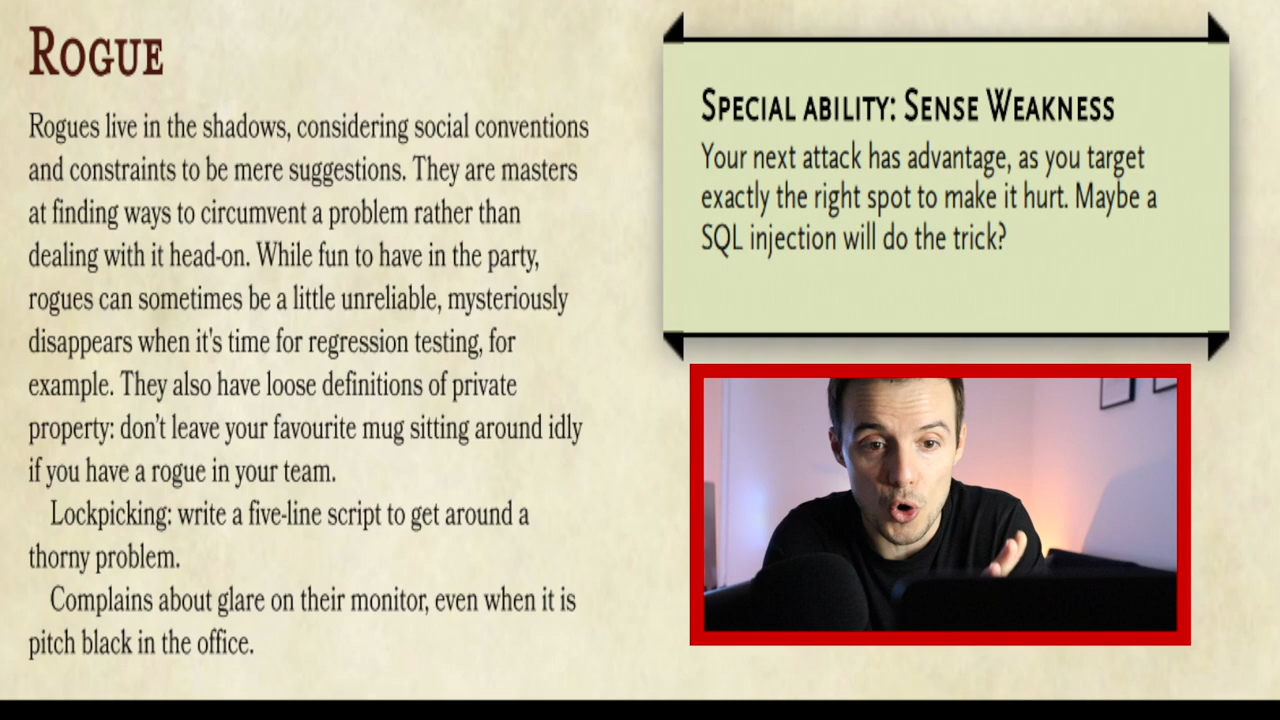 Rogue
Rogues live in the shadows, considering social conventions
and constraints to be mere suggestions. They are masters
at finding ways to circumvent a problem rather than
dealing with it head-on. While fun to have in the party,
rogues can sometimes be a little unreliable, mysteriously
disappears when it's time for regression testing, for
example. They also have loose definitions of private
property: don't leave your favourite mug sitting around idly
if you have a rogue in your team.
Lockpicking: write a five-line script to get around a
thorny problem.
Complains about glare on their monitor, even when it is
pitch black in the office.
Special ability: Sense Weakness
Your next attack has advantage, as you target
exactly the right spot to make it hurt. Maybe a
SQL injection will do the trick?